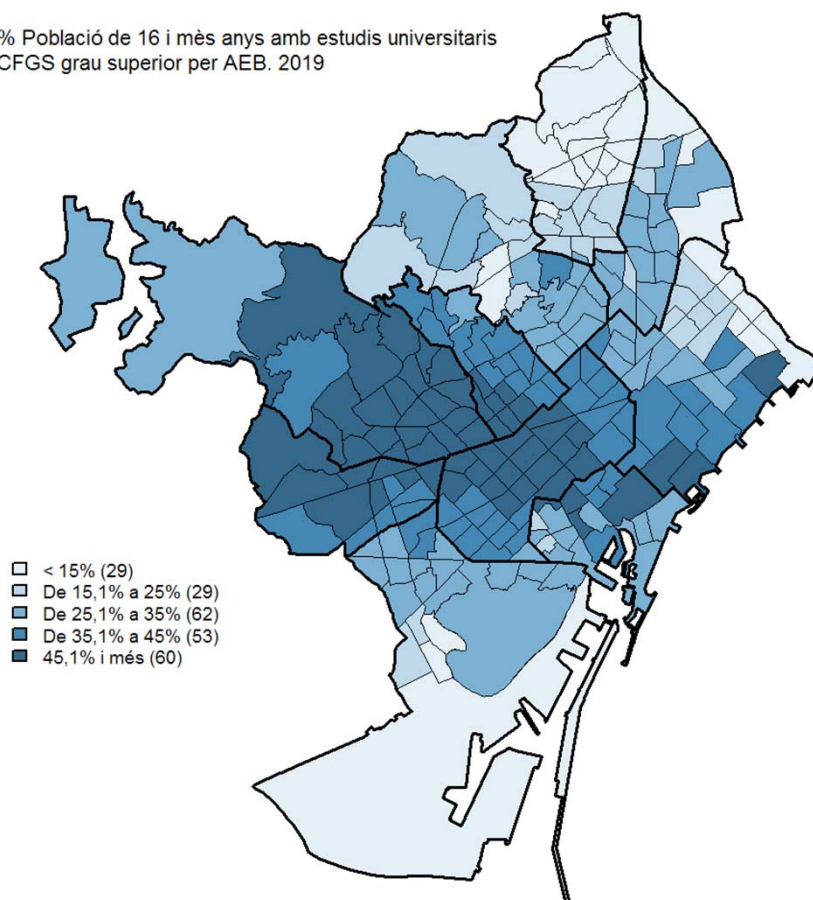 % Població de 16 i mès anys amb estudis universitaris
CFGS grau superior per AEB. 2019
< 15% (29)
De 15,1% a 25% (29)
De 25,1% a 35% (62)
De 35,1% a 45% (53)
45,1% i més (60)